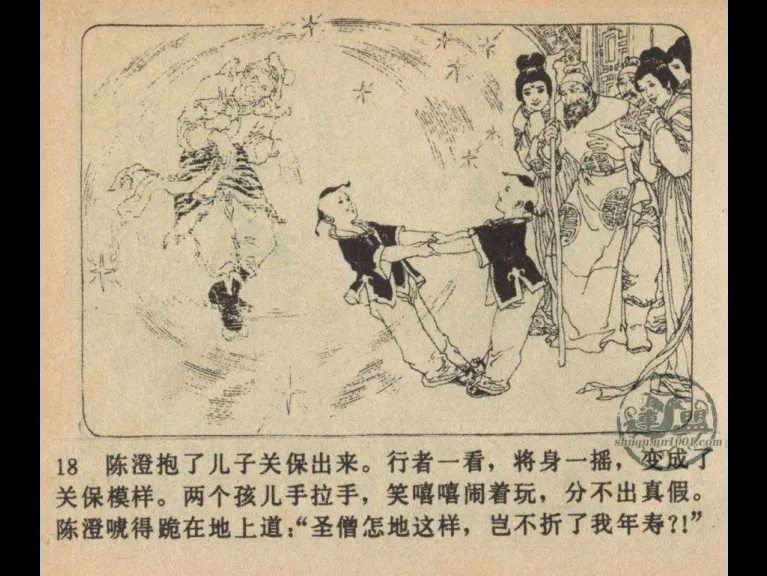 18 陈澄抱了儿子关保出来。行者一看，将身一摇，变成了
关保模样。两个孩儿手拉手，笑嘻嘻闹着玩，分不出真假。
陈澄唬得跪在地上道：“圣僧怎地这样，岂不折了我年寿？！”
shuquku1001.com